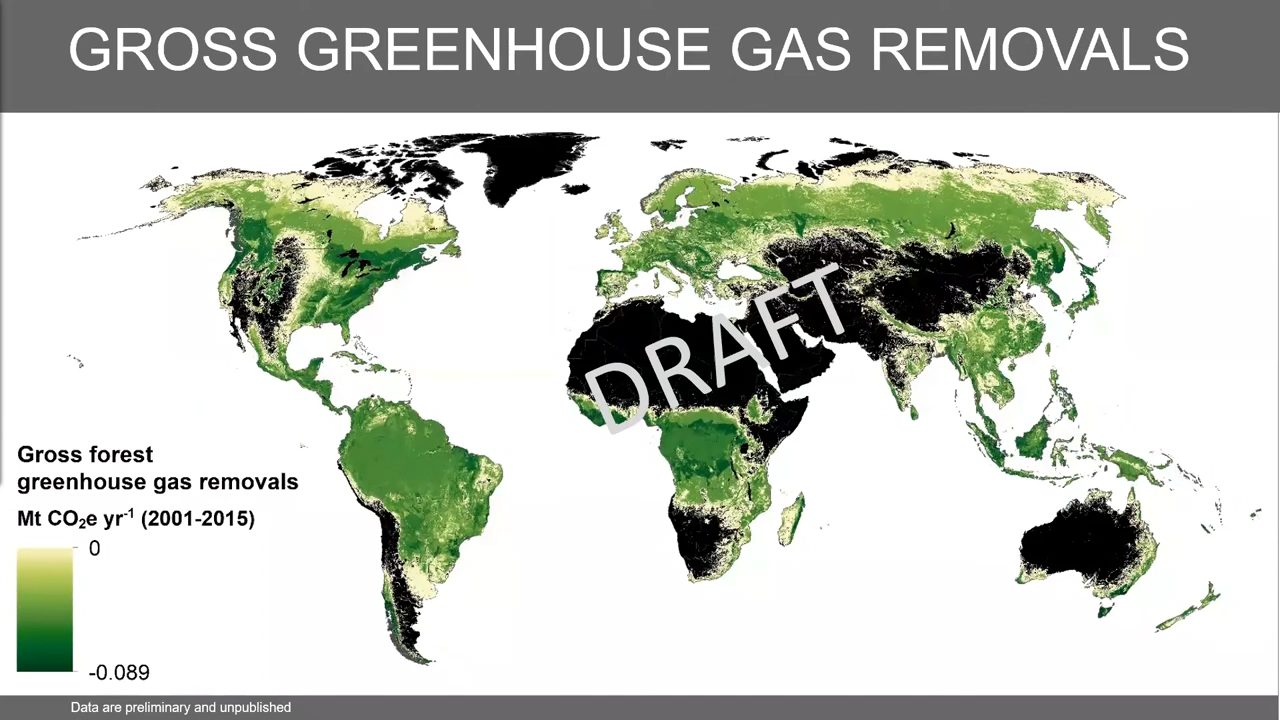 GROSS GREENHOUSE GAS REMOVALS
DRAFT
Gross forest
greenhouse gas removals
Mt CO₂e yr⁻¹ (2001-2015)
0
-0.089
Data are preliminary and unpublished